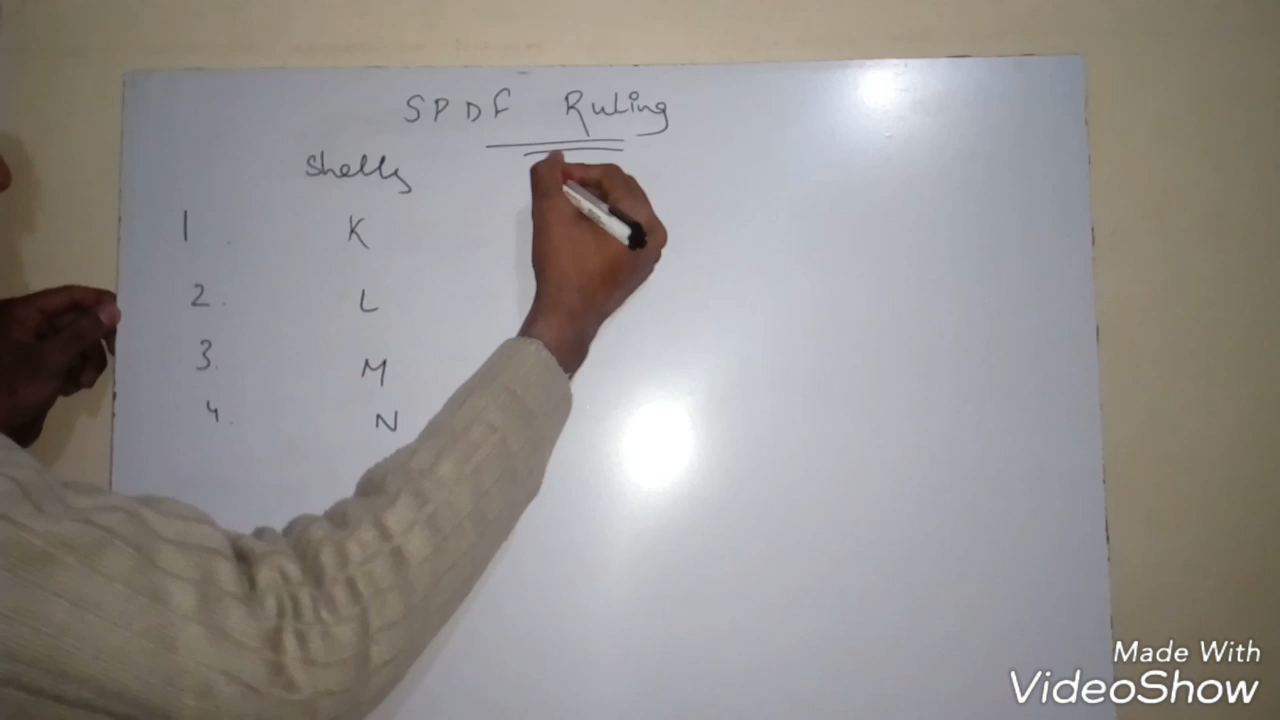 SPDF Ruling
Shells
1. K
2. L
3. M
4. N
Made With
VideoShow